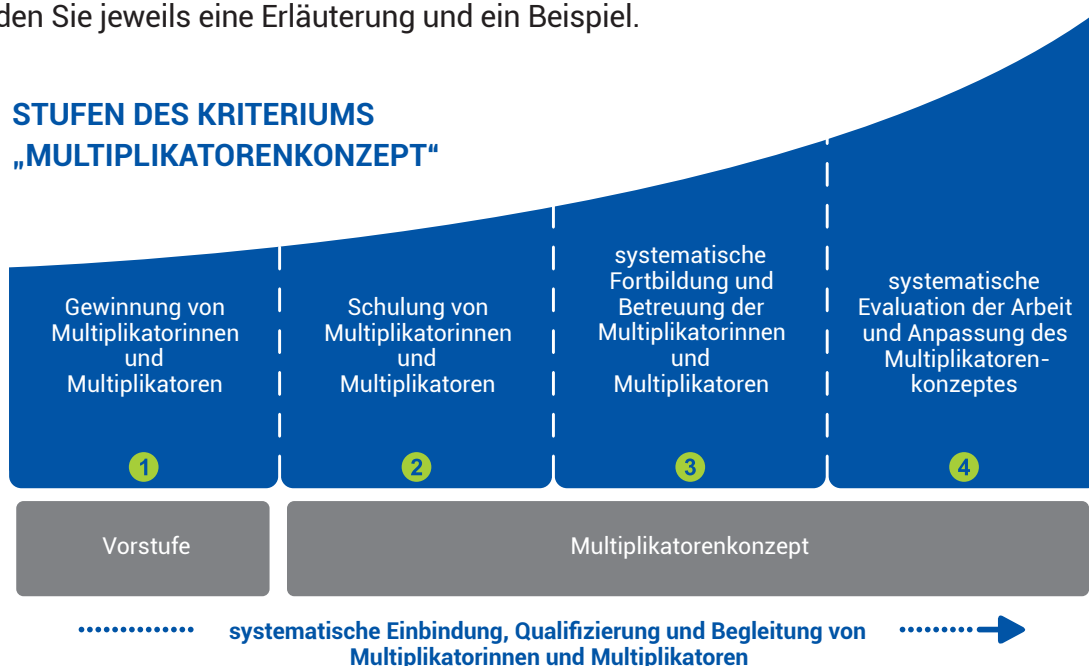 den Sie jeweils eine Erläuterung und ein Beispiel.
STUFEN DES KRITERIUMS
„MULTIPLIKATORENKONZEPT“
Gewinnung von
Multiplikatorinnen
und
Multiplikatoren
1
Schulung von
Multiplikatorinnen
und
Multiplikatoren
2
systematische
Fortbildung und
Betreuung der
Multiplikatorinnen
und
Multiplikatoren
3
systematische
Evaluation der Arbeit
und Anpassung des
Multiplikatoren-
konzeptes
4
Vorstufe
Multiplikatorenkonzept
systematische Einbindung, Qualifizierung und Begleitung von
Multiplikatorinnen und Multiplikatoren